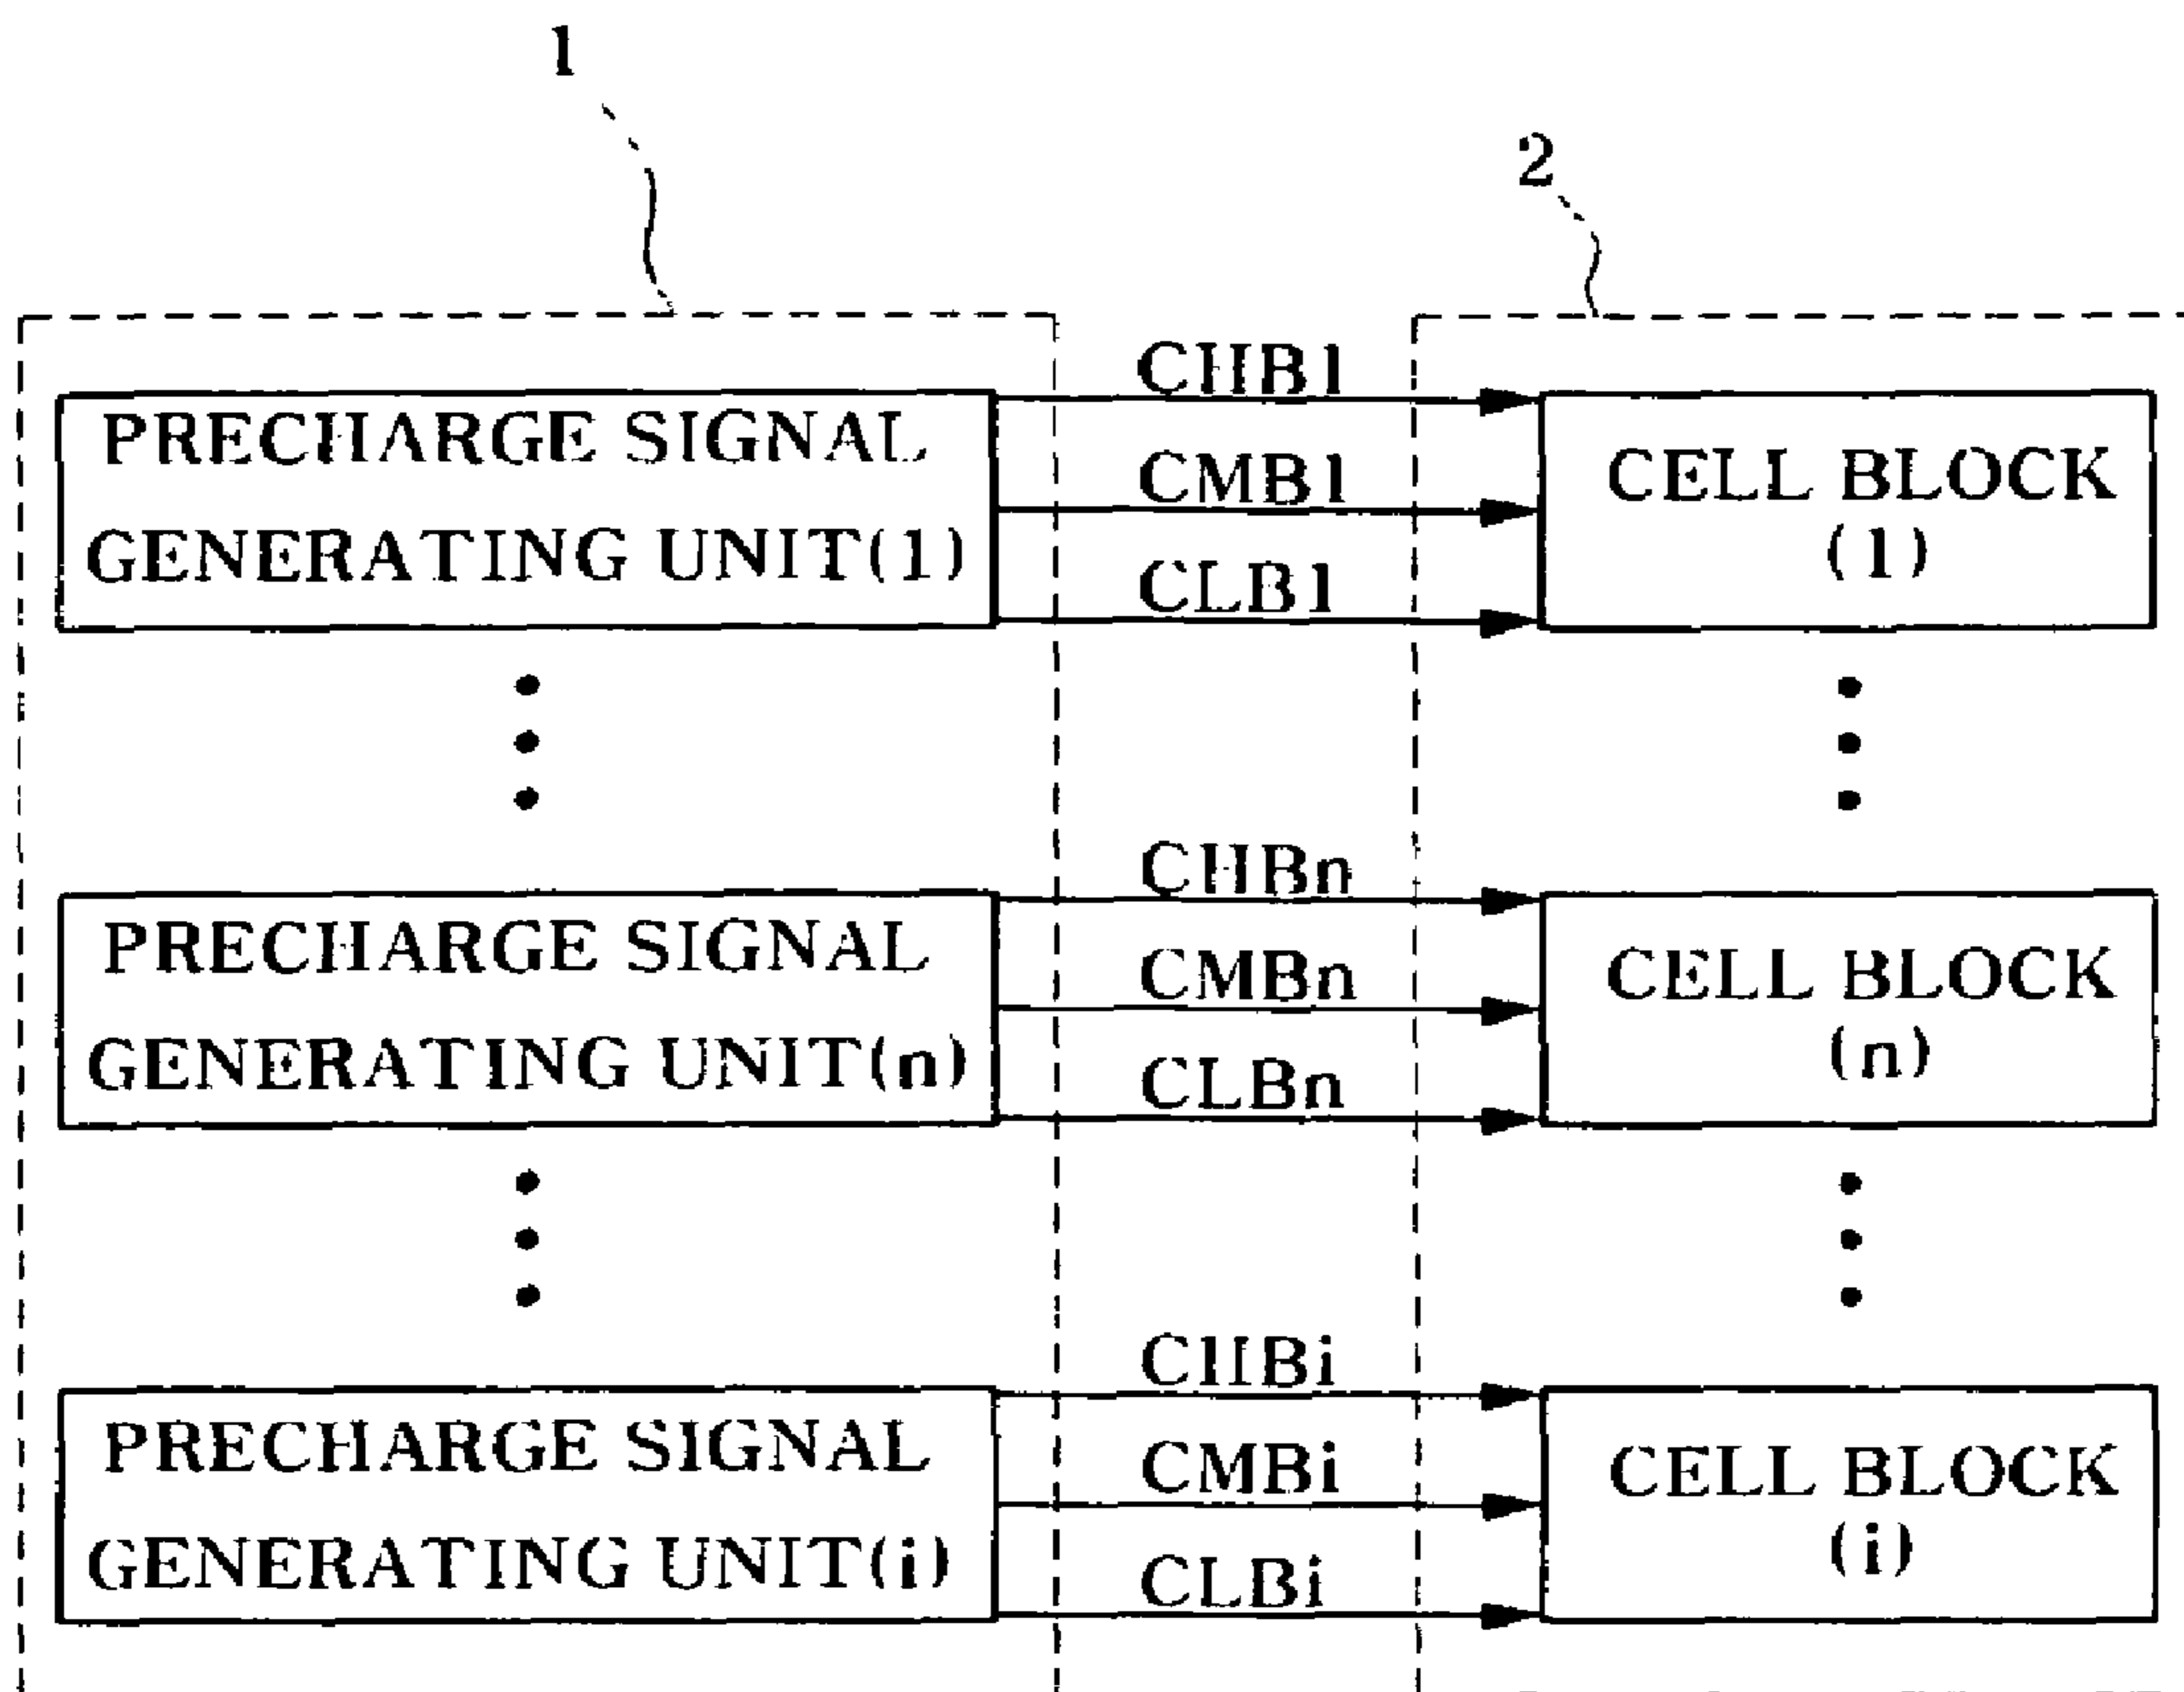 1
2
PRECHARGE SIGNAL
GENERATING UNIT(1)
CHB1
CMB1
CLB1
CELL BLOCK
(1)
PRECHARGE SIGNAL
GENERATING UNIT(n)
CHBn
CMBn
CLBn
CELL BLOCK
(n)
PRECHARGE SIGNAL
GENERATING UNIT(i)
CHBi
CMBi
CLBi
CELL BLOCK
(i)